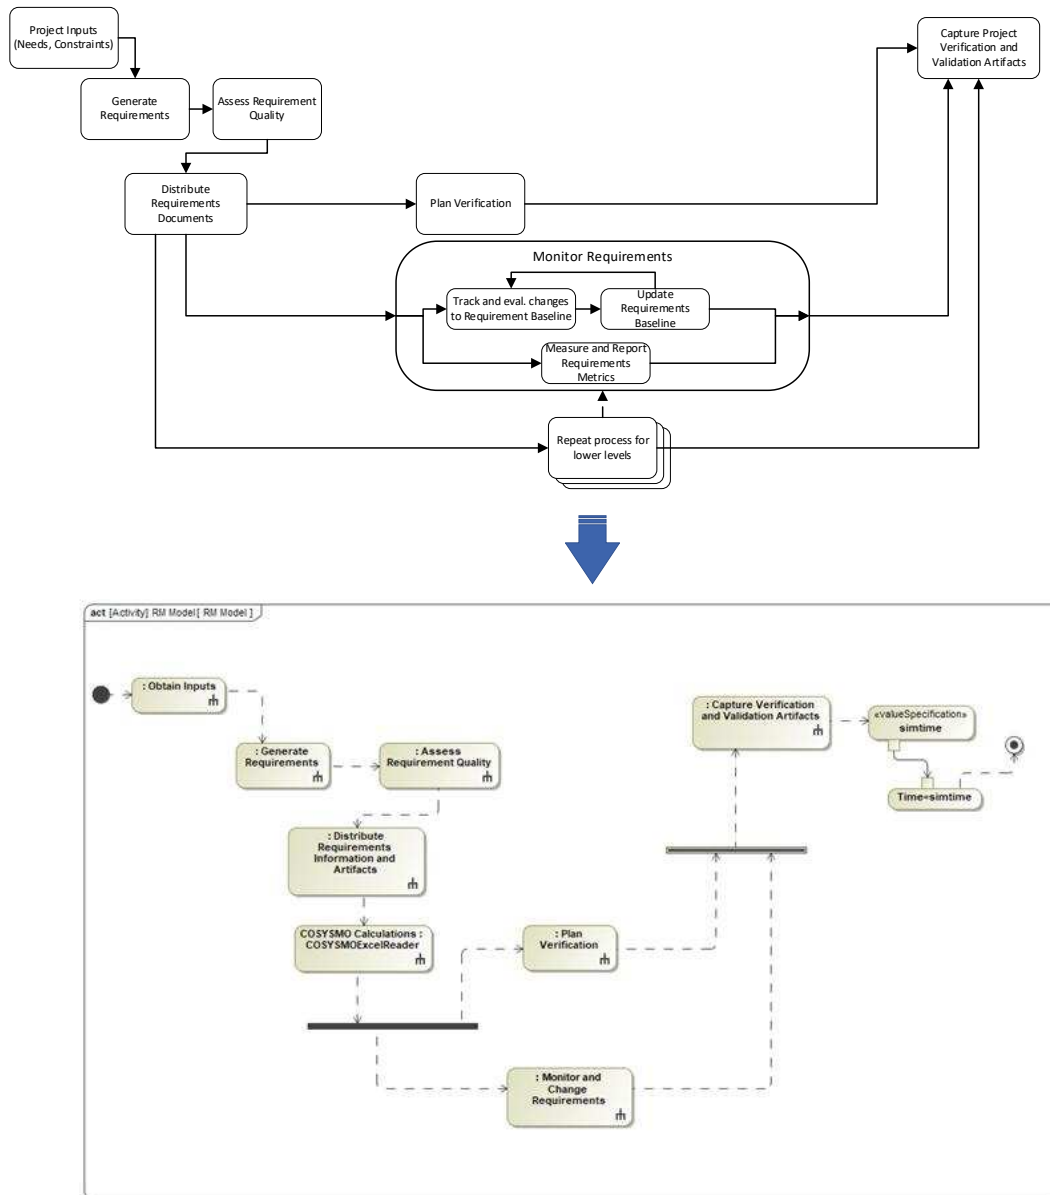 Project Inputs
(Needs, Constraints)
Capture Project
Verification and
Validation Artifacts
Generate
Requirements
Assess Requirement
Quality
Distribute
Requirements
Documents
Plan Verification
Monitor Requirements
Track and eval. changes
to Requirement Baseline
Update
Requirements
Baseline
Measure and Report
Requirements
Metrics
Repeat process for
lower levels
act [Activity] RM Model[ RM Model ]
: Obtain Inputs
: Capture Verification
and Validation Artifacts
«valueSpecification»
simtime
: Generate
Requirements
: Assess
Requirement Quality
Time=simtime
: Distribute
Requirements
Information and
Artifacts
COSYSMO Calculations :
COSYSMOExcelReader
: Plan
Verification
: Monitor and
Change
Requirements